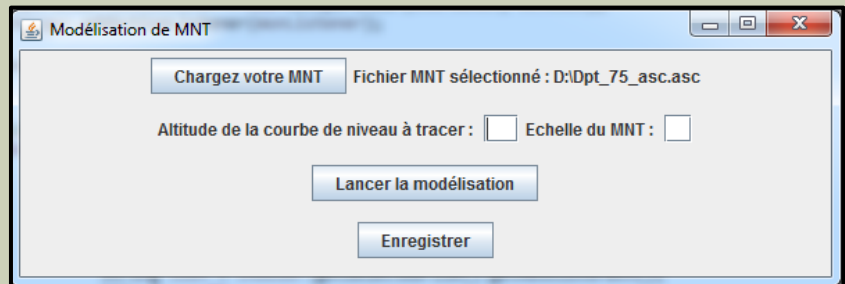 Modélisation de MNT
Chargez votre MNT Fichier MNT sélectionné : D:\Dpt_75_asc.asc
Altitude de la courbe de niveau à tracer : Echelle du MNT :
Lancer la modélisation
Enregistrer